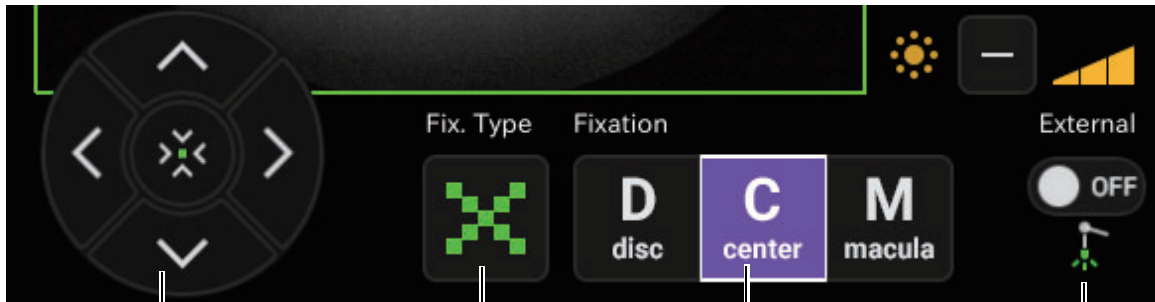 Fix. Type
Fixation
External
D
disc
C
center
M
macula
OFF